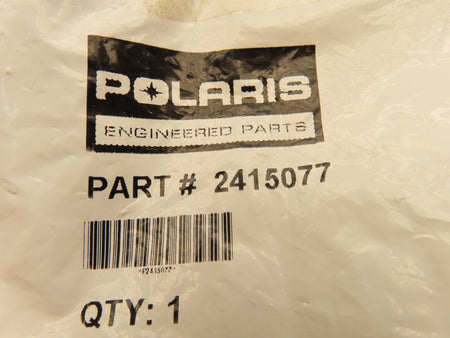 POLARIS
ENGINEERED PARTS
PART # 2415077
*P2415077*
QTY: 1